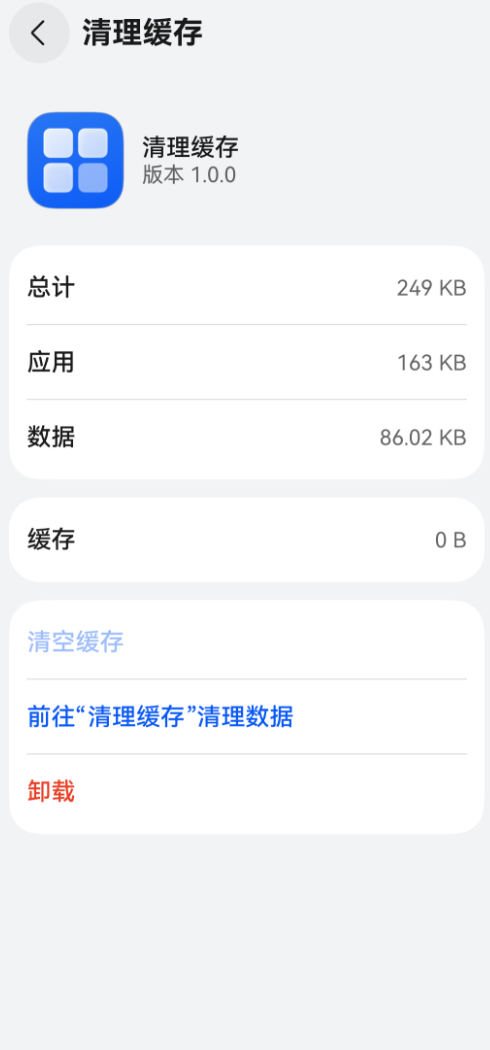 清理缓存
清理缓存
版本 1.0.0
总计 249 KB
应用 163 KB
数据 86.02 KB
缓存 0 B
清空缓存
前往“清理缓存”清理数据
卸载